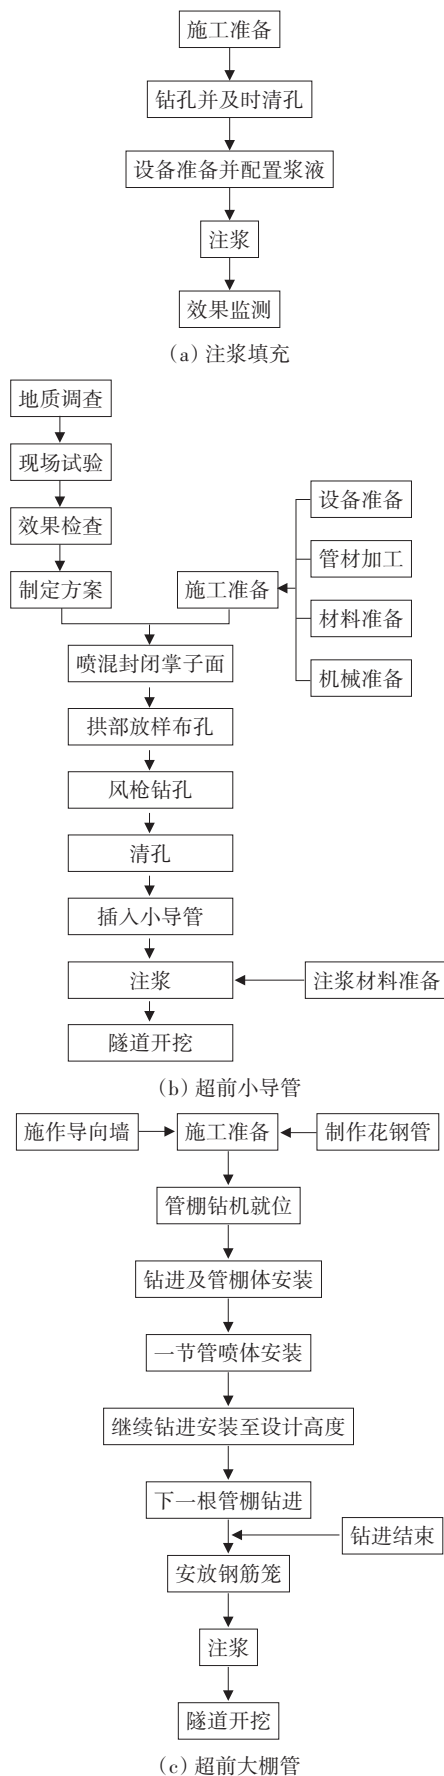 施工准备
钻孔并及时清孔
设备准备并配置浆液
注浆
效果监测
(a) 注浆填充
地质调查
现场试验
效果检查
制定方案
施工准备
设备准备
管材加工
材料准备
机械准备
喷混封闭掌子面
拱部放样布孔
风枪钻孔
清孔
插入小导管
注浆
注浆材料准备
隧道开挖
(b) 超前小导管
施作导向墙
施工准备
制作花钢管
管棚钻机就位
钻进及管棚体安装
一节管喷体安装
继续钻进安装至设计高度
下一根管棚钻进
钻进结束
安放钢筋笼
注浆
隧道开挖
(c) 超前大棚管